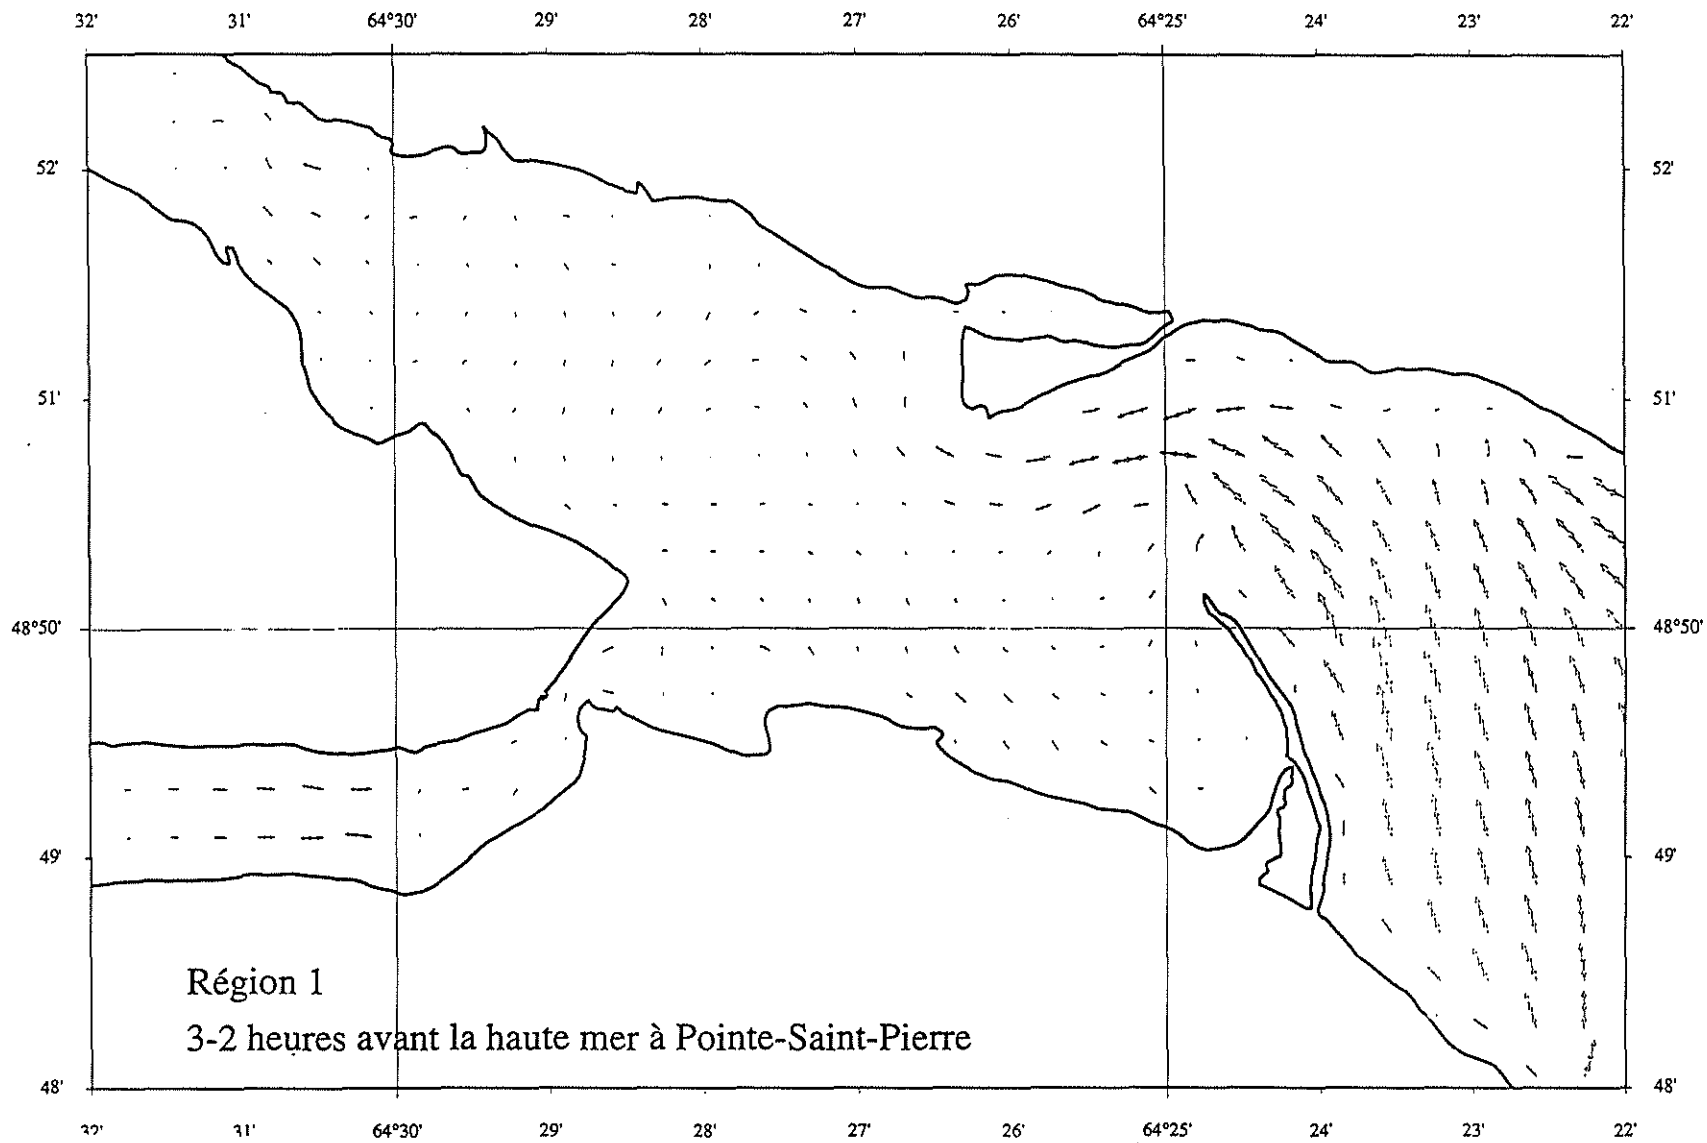 32' 31' 64°30' 29' 28' 27' 26' 64°25' 24' 23' 22'
52' 52'
51' 51'
48°50' 48°50'
49' 49'
Région 1
3-2 heures avant la haute mer à Pointe-Saint-Pierre
48' 48'
32' 31' 64°30' 29' 28' 27' 26' 64°25' 24' 23' 22'